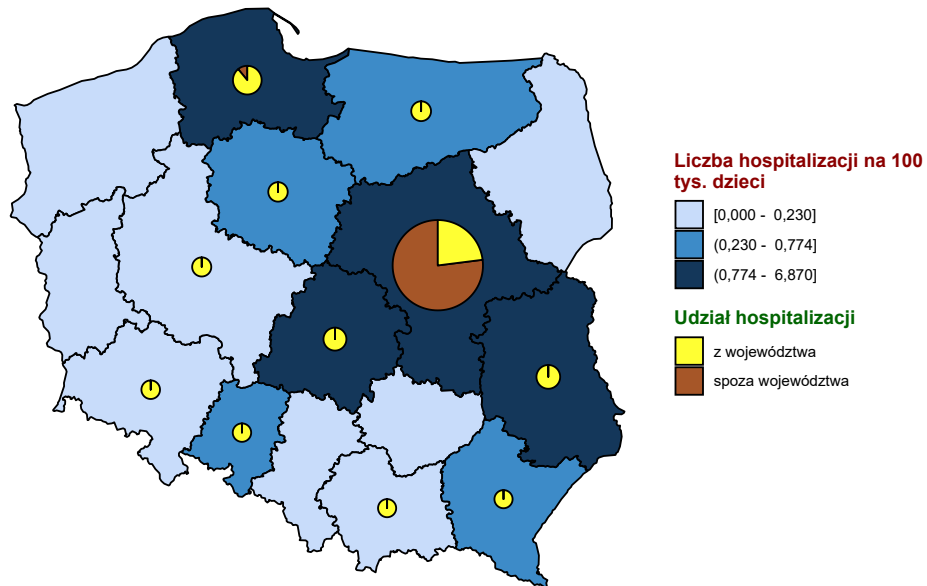 Liczba hospitalizacji na 100
tys. dzieci
[0,000 - 0,230]
(0,230 - 0,774]
(0,774 - 6,870]
Udział hospitalizacji
z województwa
spoza województwa